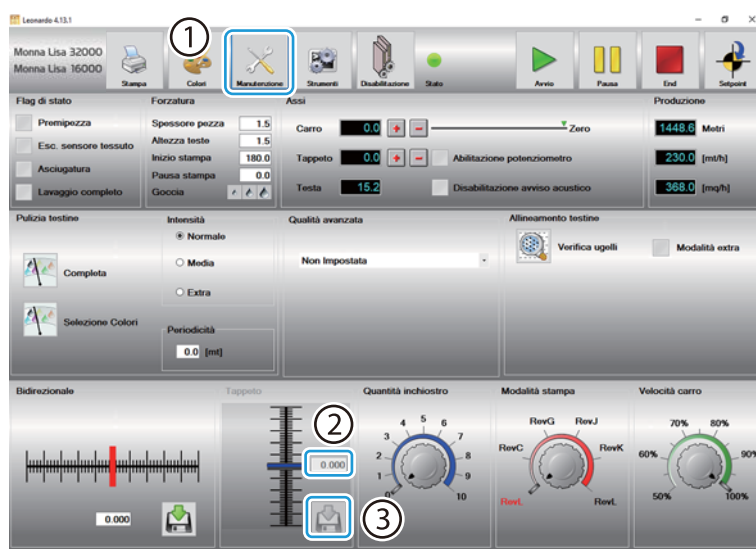 Leonardo 4.13.1
①
Monna Lisa 32000
Monna Lisa 16000
Stampa
Colori
Manutenzione
Strumenti
Disabilitazione
Stato
Avvio
Pausa
End
Setpoint
Flag di stato
Premipezza
Esc. sensore tessuto
Asciugatura
Lavaggio completo
Forzatura
Spessore pezza 1.5
Altezza teste 1.5
Inizio stampa 180.0
Pausa stampa 0.0
Goccia
Assi
Carro 0.0 + - Zero
Tappeto 0.0 + - Abilitazione potenziometro
Testa 15.2 Disabilitazione avviso acustico
Produzione
1448.6 Metri
230.0 [mt/h]
368.0 [mq/h]
Pulizia testine
Completa
Selezione Colori
Intensità
Normale
Media
Extra
Periodicità
0.0 [mt]
Qualità avanzata
Non Impostata
Allineamento testine
Verifica ugelli
Modalità extra
Bidirezionale
0.000
Tappeto
②
0.000
③
Quantità inchiostro
0 1 2 3 4 5 6 7 8 9 10
Modalità stampa
RevL RevC RevG RevJ RevK RevL
Velocità carro
50% 60% 70% 80% 90% 100%